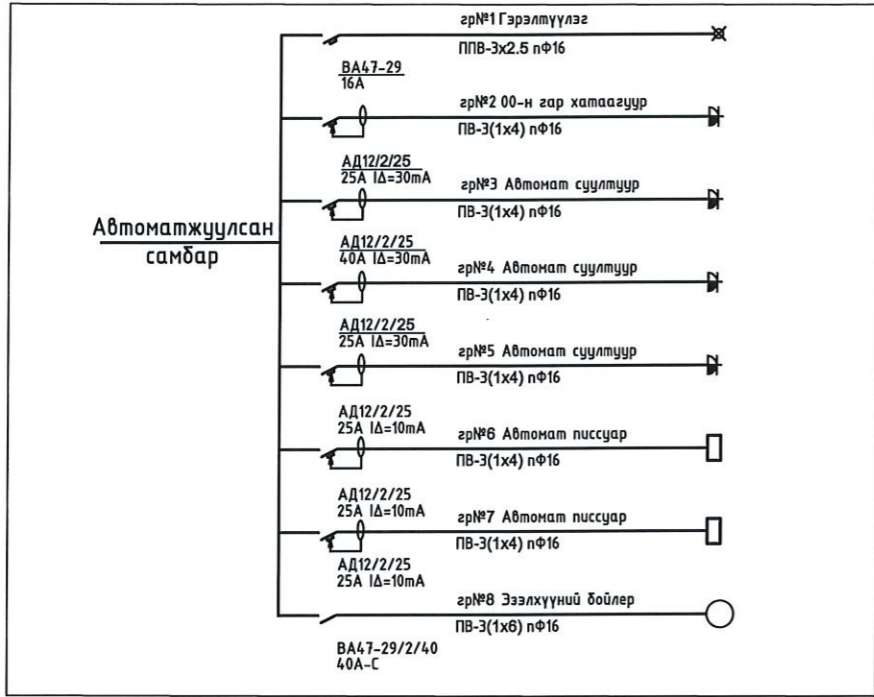 гр№1 Гэрэлтүүлэг
ППВ-3х2.5 пФ16
ВА47-29
16А
гр№2 00-н гар хатаагуур
ПВ-3(1х4) пФ16
АД12/2/25
25А IΔ=30mA
гр№3 Автомат суултуур
ПВ-3(1х4) пФ16
Автоматжуулсан
самбар
АД12/2/25
40А IΔ=30mA
гр№4 Автомат суултуур
ПВ-3(1х4) пФ16
АД12/2/25
25А IΔ=30mA
гр№5 Автомат суултуур
ПВ-3(1х4) пФ16
АД12/2/25
25А IΔ=10mA
гр№6 Автомат писсуар
ПВ-3(1х4) пФ16
АД12/2/25
25А IΔ=10mA
гр№7 Автомат писсуар
ПВ-3(1х4) пФ16
АД12/2/25
25А IΔ=10mA
гр№8 Эзэлхүүний бойлер
ПВ-3(1х6) пФ16
ВА47-29/2/40
40А-С